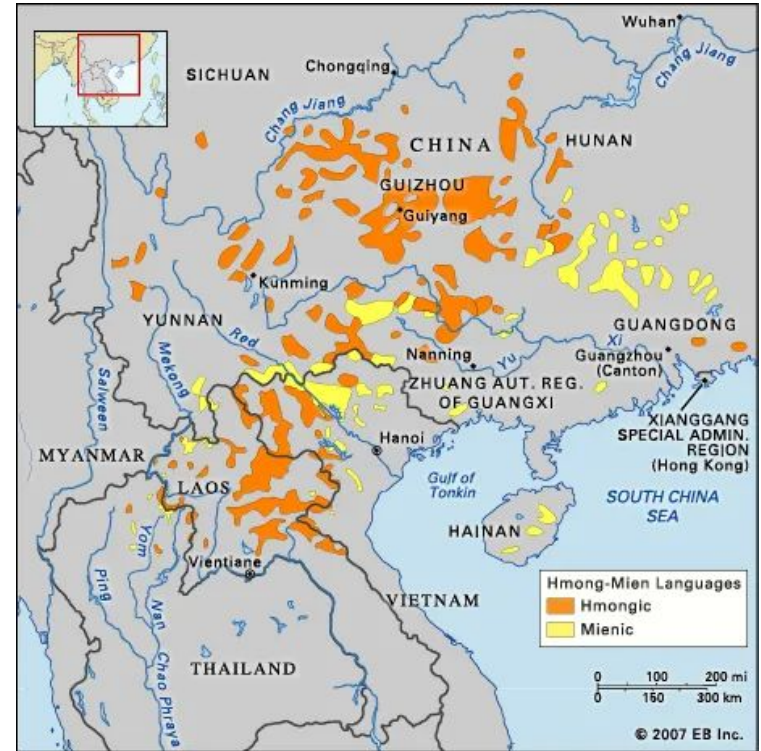 Wuhan
Chang Jiang
SICHUAN
Chongqing
Chang Jiang
CHINA
HUNAN
GUIZHOU
Guiyang
Kunming
YUNNAN
Red
Mekong
Salween
Nanning
Yu
Xi
GUANGDONG
Guangzhou
(Canton)
ZHUANG AUT. REG.
OF GUANGXI
XIANGGANG
SPECIAL ADMIN.
REGION
(Hong Kong)
Hanoi
MYANMAR
LAOS
Gulf of
Tonkin
SOUTH CHINA
SEA
HAINAN
Yom
Ping
Nan
Vientiane
VIETNAM
Chao Phraya
THAILAND
Hmong-Mien Languages
Hmongic
Mienic
0 100 200 mi
0 150 300 km
© 2007 EB Inc.